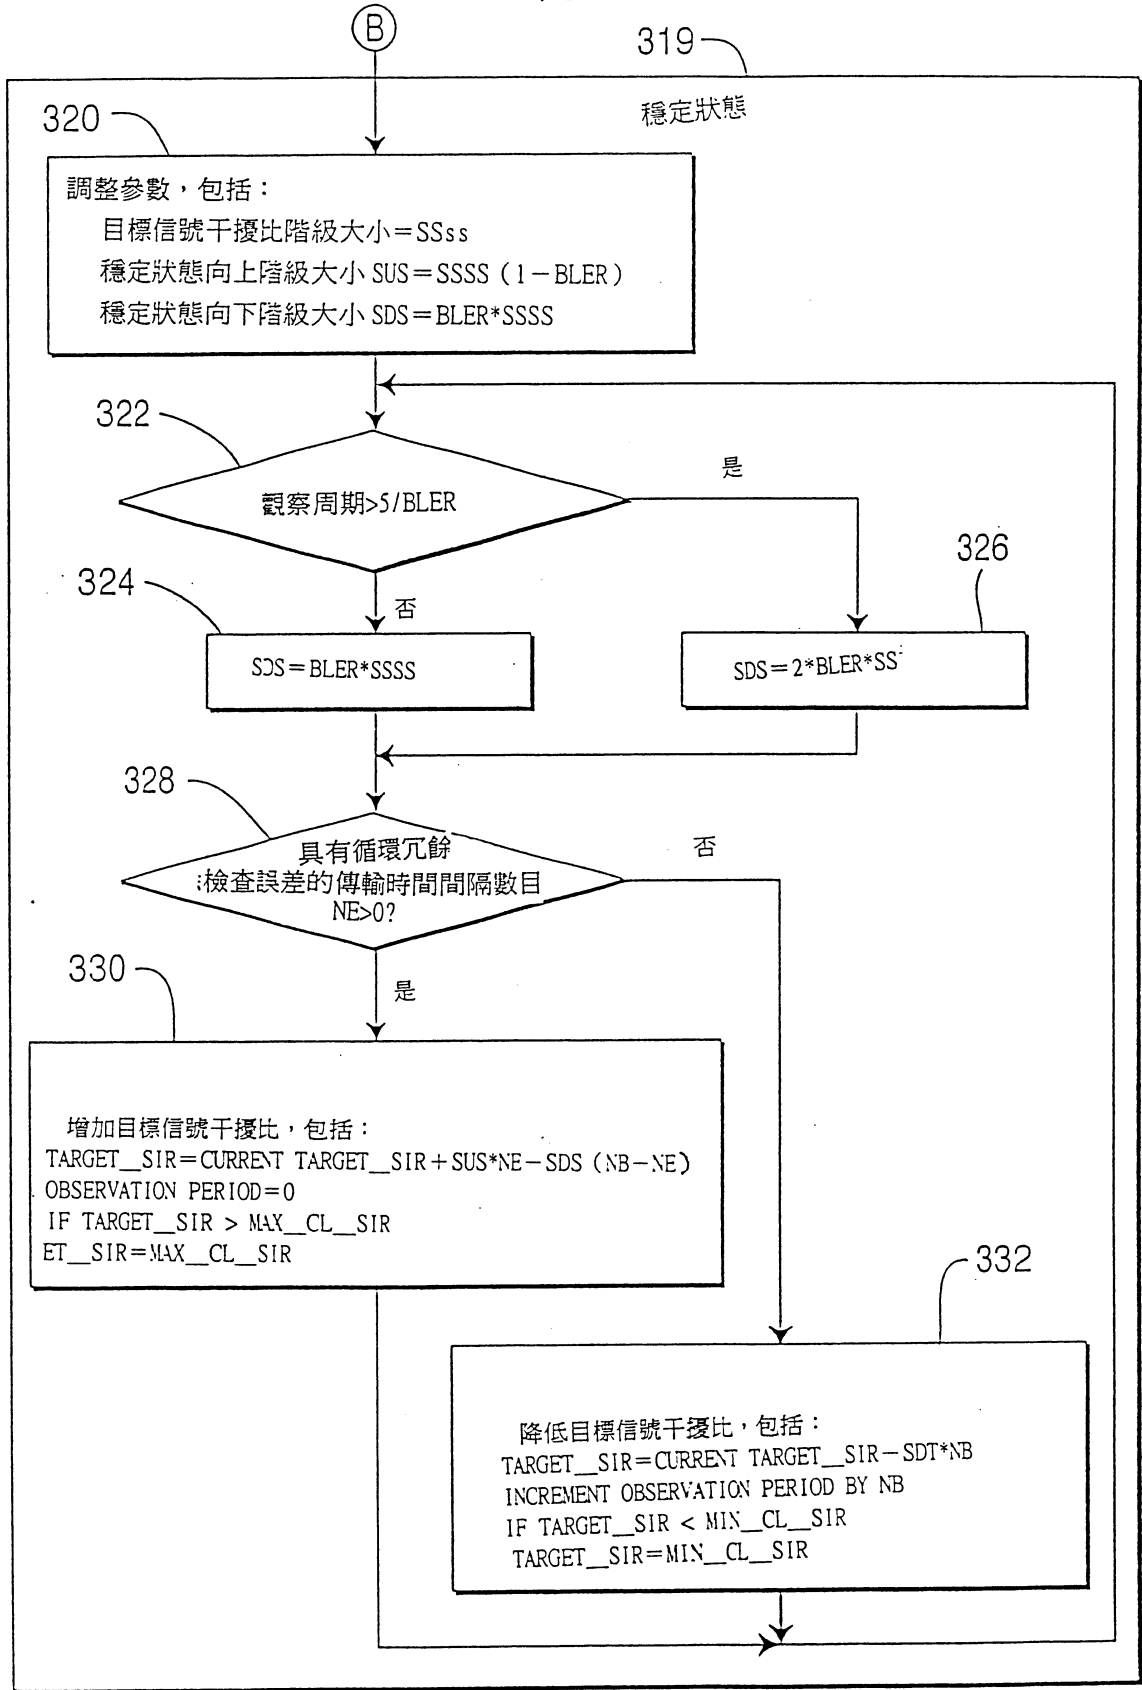 B
319
穩定狀態
320
調整參數，包括：
目標信號干擾比階級大小＝SSss
穩定狀態向上階級大小 SUS＝SSSS（1－BLER）
穩定狀態向下階級大小 SDS＝BLER*SSSS
322
觀察周期>5/BLER
是
326
324
否
SDS＝BLER*SSSS
SDS＝2*BLER*SS
328
具有循環冗餘
檢查誤差的傳輸時間間隔數目
NE>0?
否
330
是
增加目標信號干擾比，包括：
TARGET__SIR＝CURRENT TARGET__SIR＋SUS*NE－SDS（NB－NE）
OBSERVATION PERIOD＝0
IF TARGET__SIR > MAX__CL__SIR
ET__SIR＝MAX__CL__SIR
332
降低目標信號干擾比，包括：
TARGET__SIR＝CURRENT TARGET__SIR－SDT*NB
INCREMENT OBSERVATION PERIOD BY NB
IF TARGET__SIR < MIN__CL__SIR
TARGET__SIR＝MIN__CL__SIR